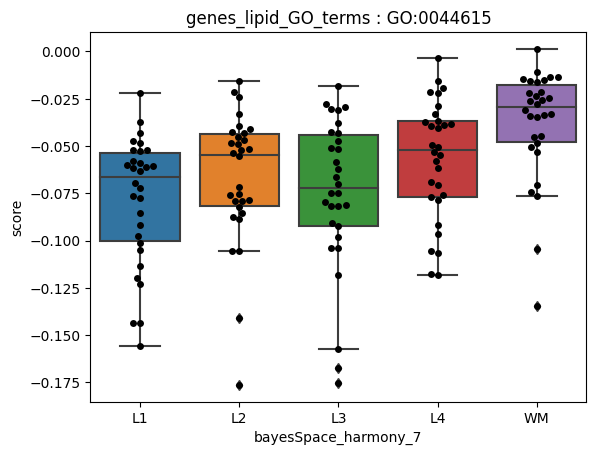 genes_lipid_GO_terms : GO:0044615
0.000
−0.025
−0.050
−0.075
−0.100
−0.125
−0.150
−0.175
score
L1 L2 L3 L4 WM
bayesSpace_harmony_7